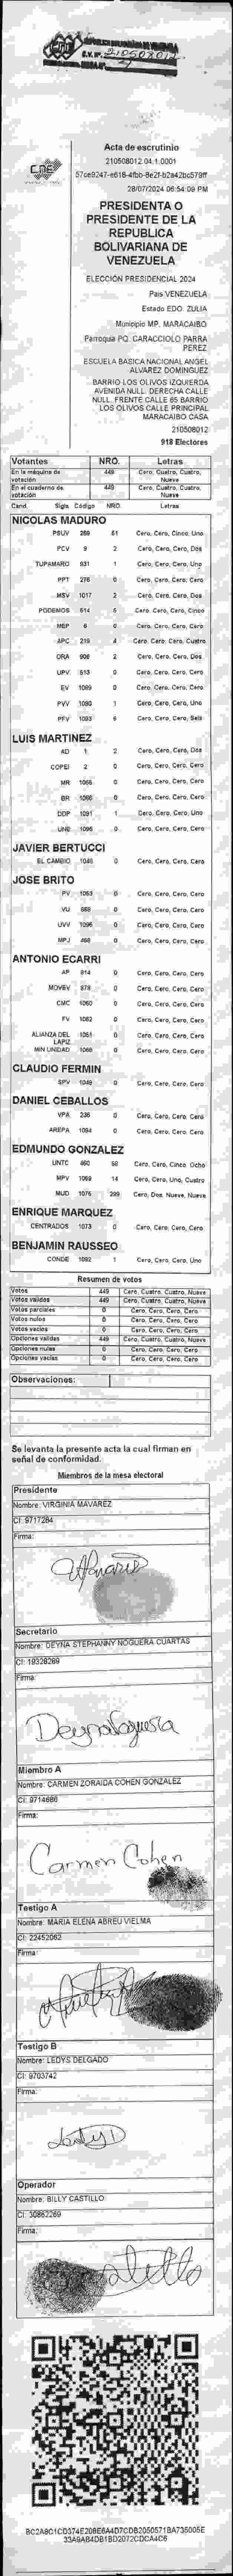 CNE
Acta de escrutinio
210508012.04.1.0001
57ce9247-e618-4fbb-8e2f-b2a42bc579ff
28/07/2024 06:54:09 PM
PRESIDENTA O
PRESIDENTE DE LA
REPUBLICA
BOLIVARIANA DE
VENEZUELA
ELECCIÓN PRESIDENCIAL 2024
Pais VENEZUELA
Estado EDO. ZULIA
Municipio MP. MARACAIBO
Parroquia PQ. CARACCIOLO PARRA
PEREZ
ESCUELA BASICA NACIONAL ANGEL
ALVAREZ DOMINGUEZ
BARRIO LOS OLIVOS IZQUIERDA
AVENIDA NULL. DERECHA CALLE
NULL. FRENTE CALLE 85 BARRIO
LOS OLIVOS CALLE PRINCIPAL
MARACAIBO CASA
210508012
918 Electores
Votantes NRO. Letras
En la máquina de votación 449 Cero, Cuatro, Cuatro, Nueve
En el cuaderno de votación 449 Cero, Cuatro, Cuatro, Nueve
Cand. Sigla Código NRO. Letras
NICOLAS MADURO
PSUV 269 51 Cero, Cero, Cinco, Uno
PCV 9 2 Cero, Cero, Cero, Dos
TUPAMARO 931 1 Cero, Cero, Cero, Uno
PPT 276 0 Cero, Cero, Cero, Cero
MSV 1017 2 Cero, Cero, Cero, Dos
PODEMOS 514 5 Cero, Cero, Cero, Cinco
MEP 6 0 Cero, Cero, Cero, Cero
APC 219 4 Cero, Cero, Cero, Cuatro
ORA 906 2 Cero, Cero, Cero, Dos
UPV 513 0 Cero, Cero, Cero, Cero
EV 1089 0 Cero, Cero, Cero, Cero
PVV 1090 1 Cero, Cero, Cero, Uno
PFV 1093 6 Cero, Cero, Cero, Seis
LUIS MARTINEZ
AD 1 2 Cero, Cero, Cero, Dos
COPEI 2 0 Cero, Cero, Cero, Cero
MR 1066 0 Cero, Cero, Cero, Cero
BR 0 Cero, Cero, Cero, Cero
DDP 1091 1 Cero, Cero, Cero, Uno
UNE 1095 0 Cero, Cero, Cero, Cero
JAVIER BERTUCCI
EL CAMBIO 1048 0 Cero, Cero, Cero, Cero
JOSE BRITO
PV 1053 0 Cero, Cero, Cero, Cero
VU 888 0 Cero, Cero, Cero, Cero
UVV 1096 0 Cero, Cero, Cero, Cero
MPJ 468 0 Cero, Cero, Cero, Cero
ANTONIO ECARRI
AP 914 0 Cero, Cero, Cero, Cero
MOVEV 878 0 Cero, Cero, Cero, Cero
CMC 1050 0 Cero, Cero, Cero, Cero
FV 1082 0 Cero, Cero, Cero, Cero
ALIANZA DEL LAPIZ 1051 0 Cero, Cero, Cero, Cero
MIN UNIDAD 1069 0 Cero, Cero, Cero, Cero
CLAUDIO FERMIN
SPV 1049 0 Cero, Cero, Cero, Cero
DANIEL CEBALLOS
VPA 236 0 Cero, Cero, Cero, Cero
AREPA 1094 0 Cero, Cero, Cero, Cero
EDMUNDO GONZALEZ
UNTC 460 58 Cero, Cero, Cinco, Ocho
MPV 1069 14 Cero, Cero, Uno, Cuatro
MUD 1076 299 Cero, Dos, Nueve, Nueve
ENRIQUE MARQUEZ
CENTRADOS 1073 0 Cero, Cero, Cero, Cero
BENJAMIN RAUSSEO
CONDE 1092 1 Cero, Cero, Cero, Uno
Resumen de votos
Votos 449 Cero, Cuatro, Cuatro, Nueve
Votos válidos 449 Cero, Cuatro, Cuatro, Nueve
Votos parciales 0 Cero, Cero, Cero, Cero
Votos nulos 0 Cero, Cero, Cero, Cero
Votos vacíos 0 Cero, Cero, Cero, Cero
Opciones válidas 449 Cero, Cuatro, Cuatro, Nueve
Opciones nulas 0 Cero, Cero, Cero, Cero
Opciones vacías 0 Cero, Cero, Cero, Cero
Observaciones:
Se levanta la presente acta la cual firman en
señal de conformidad.
Miembros de la mesa electoral
Presidente
Nombre: VIRGINIA MAVAREZ
CI: 9717284
Firma:
Secretario
Nombre: DEYNA STEPHANNY NOGUERA CUARTAS
CI: 19328269
Firma:
Deyna Noguera
Miembro A
Nombre: CARMEN ZORAIDA COHEN GONZALEZ
CI: 9714686
Firma:
Carmen Cohen
Testigo A
Nombre: MARIA ELENA ABREU VIELMA
CI: 22452062
Firma:
Testigo B
Nombre: LEDYS DELGADO
CI: 9703742
Firma:
Operador
Nombre: BILLY CASTILLO
CI: 30862269
Firma: